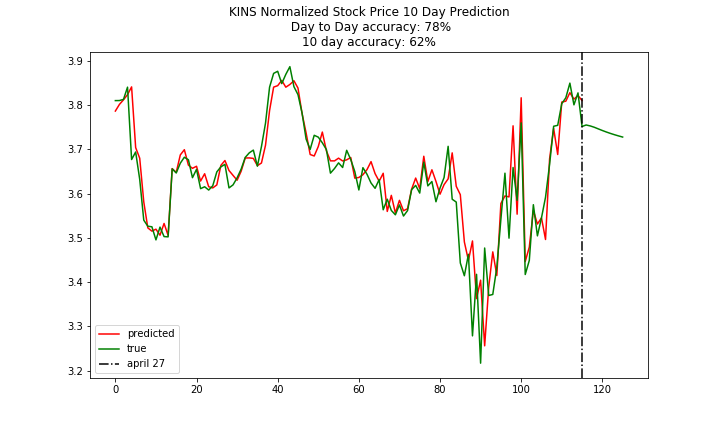 KINS Normalized Stock Price 10 Day Prediction
Day to Day accuracy: 78%
10 day accuracy: 62%
3.9
3.8
3.7
3.6
3.5
3.4
3.3
3.2
predicted
true
april 27
0 20 40 60 80 100 120